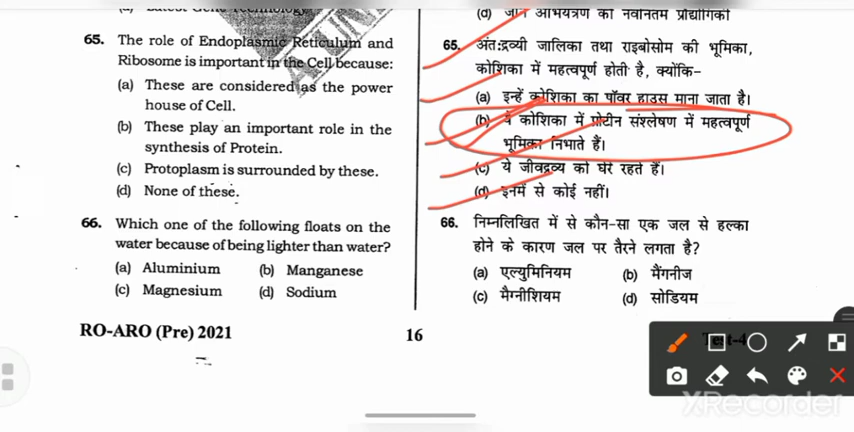 (d) जीन अभियंत्रण की नवीनतम प्रौद्योगिकी
65. The role of Endoplasmic Reticulum and
Ribosome is important in the Cell because:
(a) These are considered as the power
house of Cell.
(b) These play an important role in the
synthesis of Protein.
(c) Protoplasm is surrounded by these.
(d) None of these.
66. Which one of the following floats on the
water because of being lighter than water?
(a) Aluminium (b) Manganese
(c) Magnesium (d) Sodium
65. अंतःद्रव्यी जालिका तथा राइबोसोम की भूमिका,
कोशिका में महत्वपूर्ण होती है, क्योंकि-
(a) इन्हें कोशिका का पॉवर हाउस माना जाता है।
(b) ये कोशिका में प्रोटीन संश्लेषण में महत्वपूर्ण
भूमिका निभाते हैं।
(c) ये जीवद्रव्य को घेरे रहते हैं।
(d) इनमें से कोई नहीं।
66. निम्नलिखित में से कौन-सा एक जल से हल्का
होने के कारण जल पर तैरने लगता है?
(a) एल्युमिनियम (b) मैंगनीज
(c) मैग्नीशियम (d) सोडियम
RO-ARO (Pre) 2021
16
XRecorder